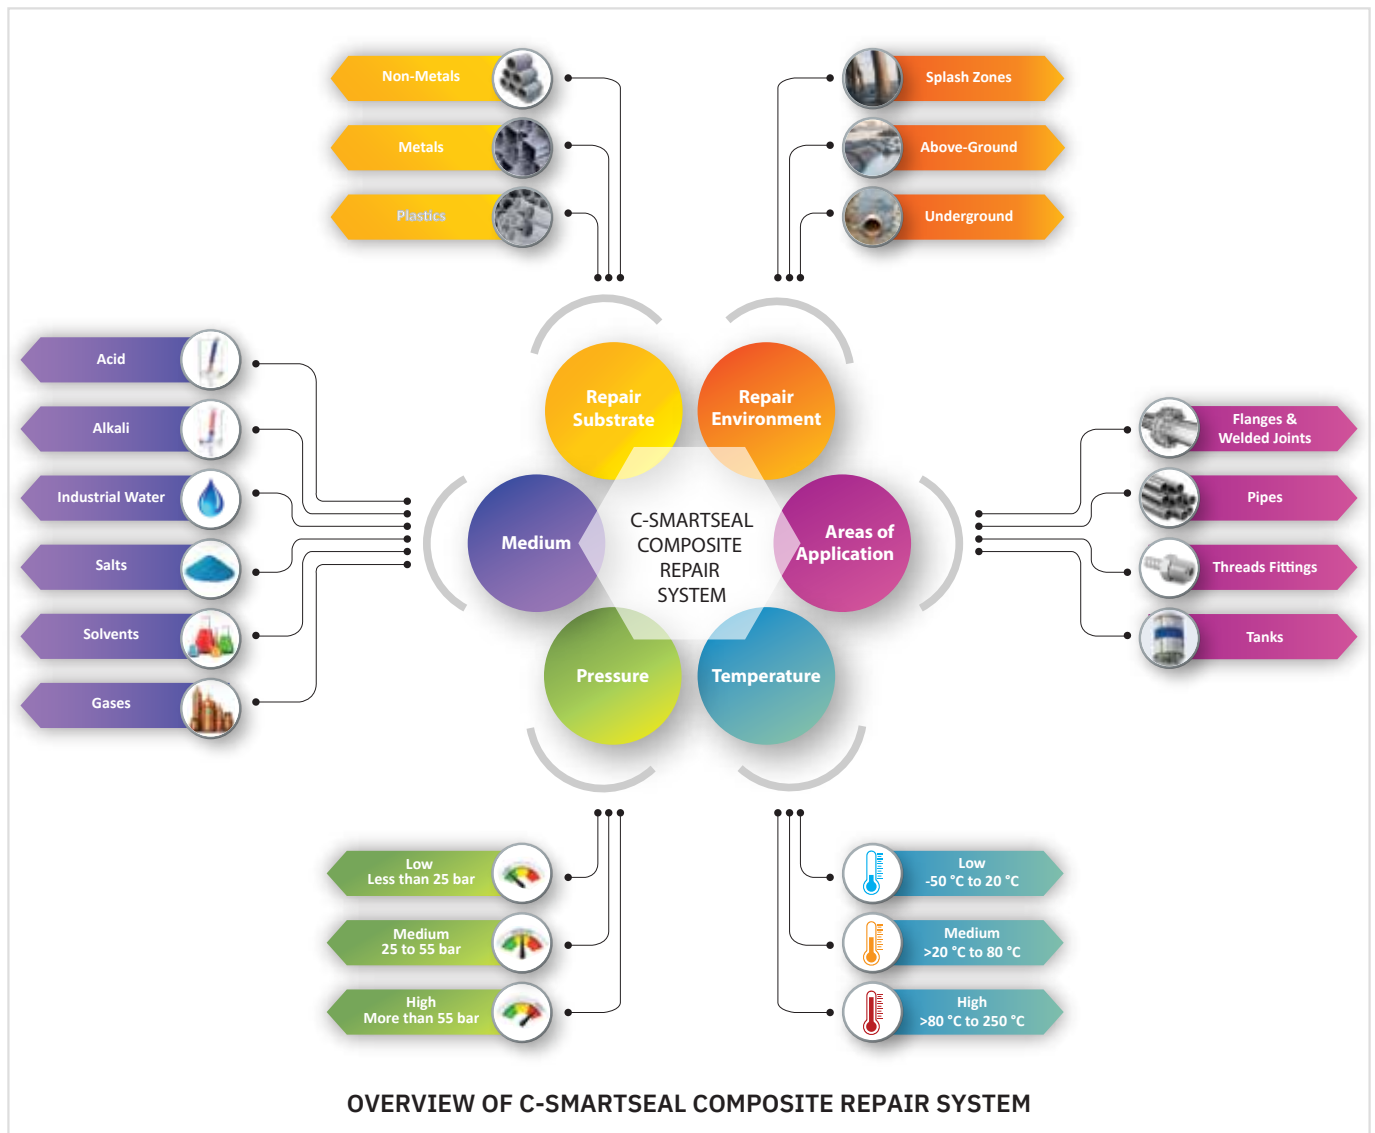 Non-Metals
Metals
Plastics
Splash Zones
Above-Ground
Underground
Acid
Alkali
Industrial Water
Salts
Solvents
Gases
Repair
Substrate
Repair
Environment
Medium
C-SMARTSEAL
COMPOSITE
REPAIR
SYSTEM
Areas of
Application
Pressure
Temperature
Flanges &
Welded Joints
Pipes
Threads Fittings
Tanks
Low
Less than 25 bar
Medium
25 to 55 bar
High
More than 55 bar
Low
-50 °C to 20 °C
Medium
>20 °C to 80 °C
High
>80 °C to 250 °C
OVERVIEW OF C-SMARTSEAL COMPOSITE REPAIR SYSTEM